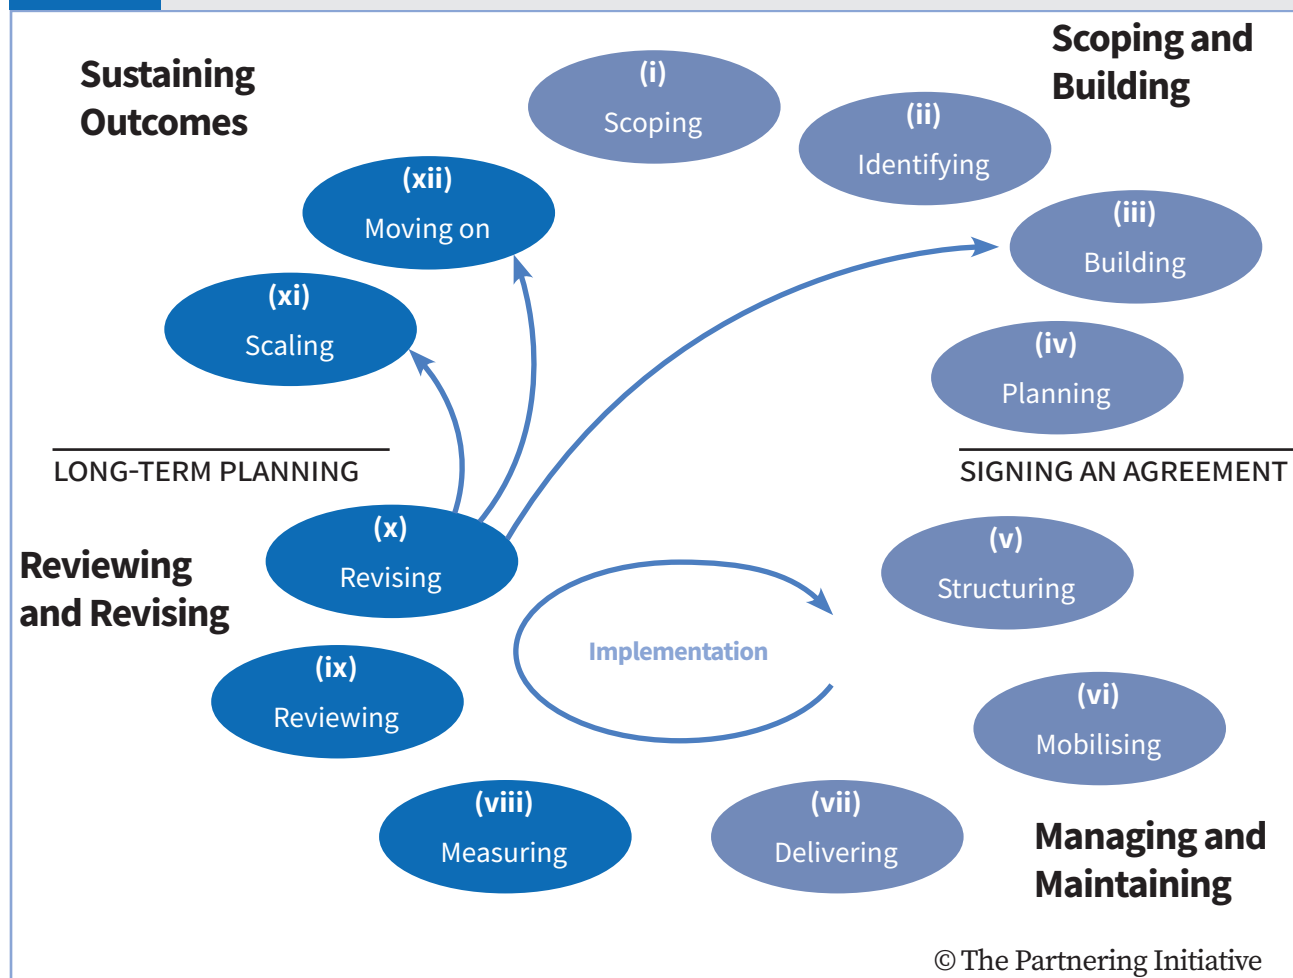 Sustaining
Outcomes
Scoping and
Building
(i)
Scoping
(ii)
Identifying
(iii)
Building
(iv)
Planning
SIGNING AN AGREEMENT
(v)
Structuring
(vi)
Mobilising
Managing and
Maintaining
(vii)
Delivering
(viii)
Measuring
(ix)
Reviewing
Reviewing
and Revising
(x)
Revising
LONG-TERM PLANNING
(xi)
Scaling
(xii)
Moving on
Implementation
© The Partnering Initiative